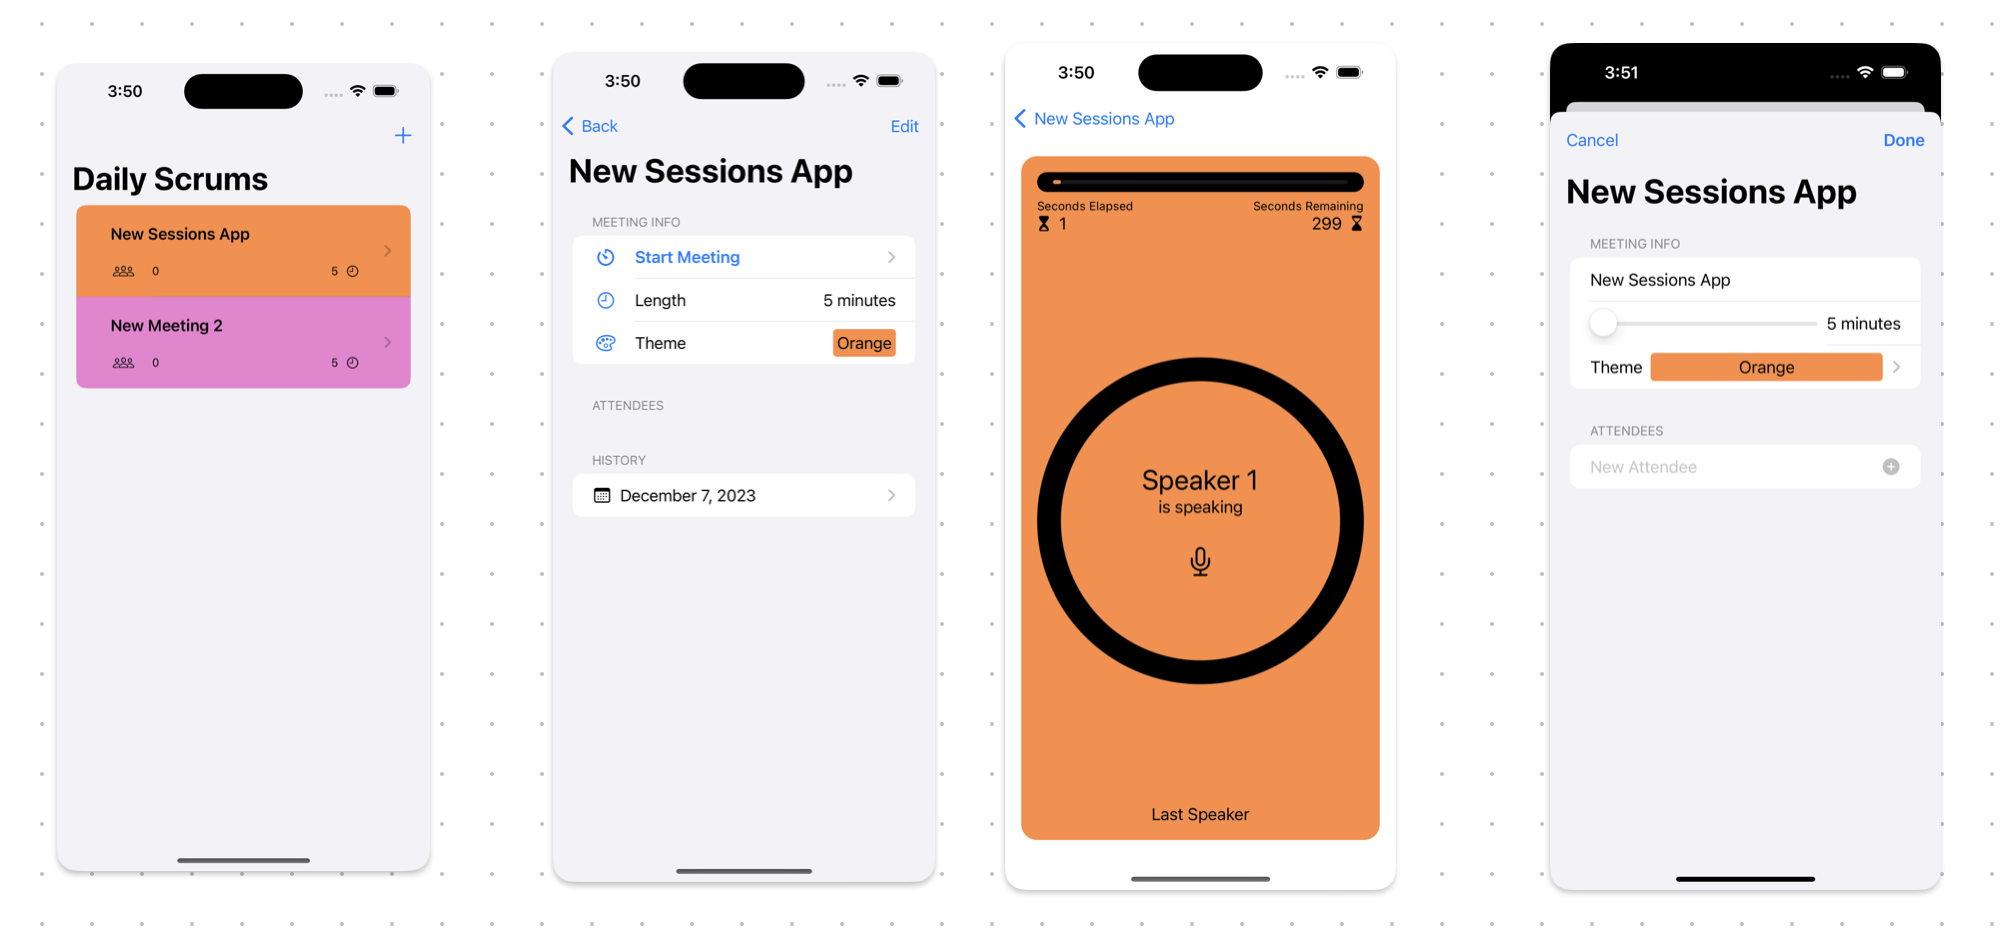 3:50
Daily Scrums
New Sessions App
0
5
New Meeting 2
0
5
3:50
Back
Edit
New Sessions App
MEETING INFO
Start Meeting
Length
5 minutes
Theme
Orange
ATTENDEES
HISTORY
December 7, 2023
3:50
New Sessions App
Seconds Elapsed
Seconds Remaining
1
299
Speaker 1
is speaking
Last Speaker
3:51
Cancel
Done
New Sessions App
MEETING INFO
New Sessions App
5 minutes
Theme
Orange
ATTENDEES
New Attendee